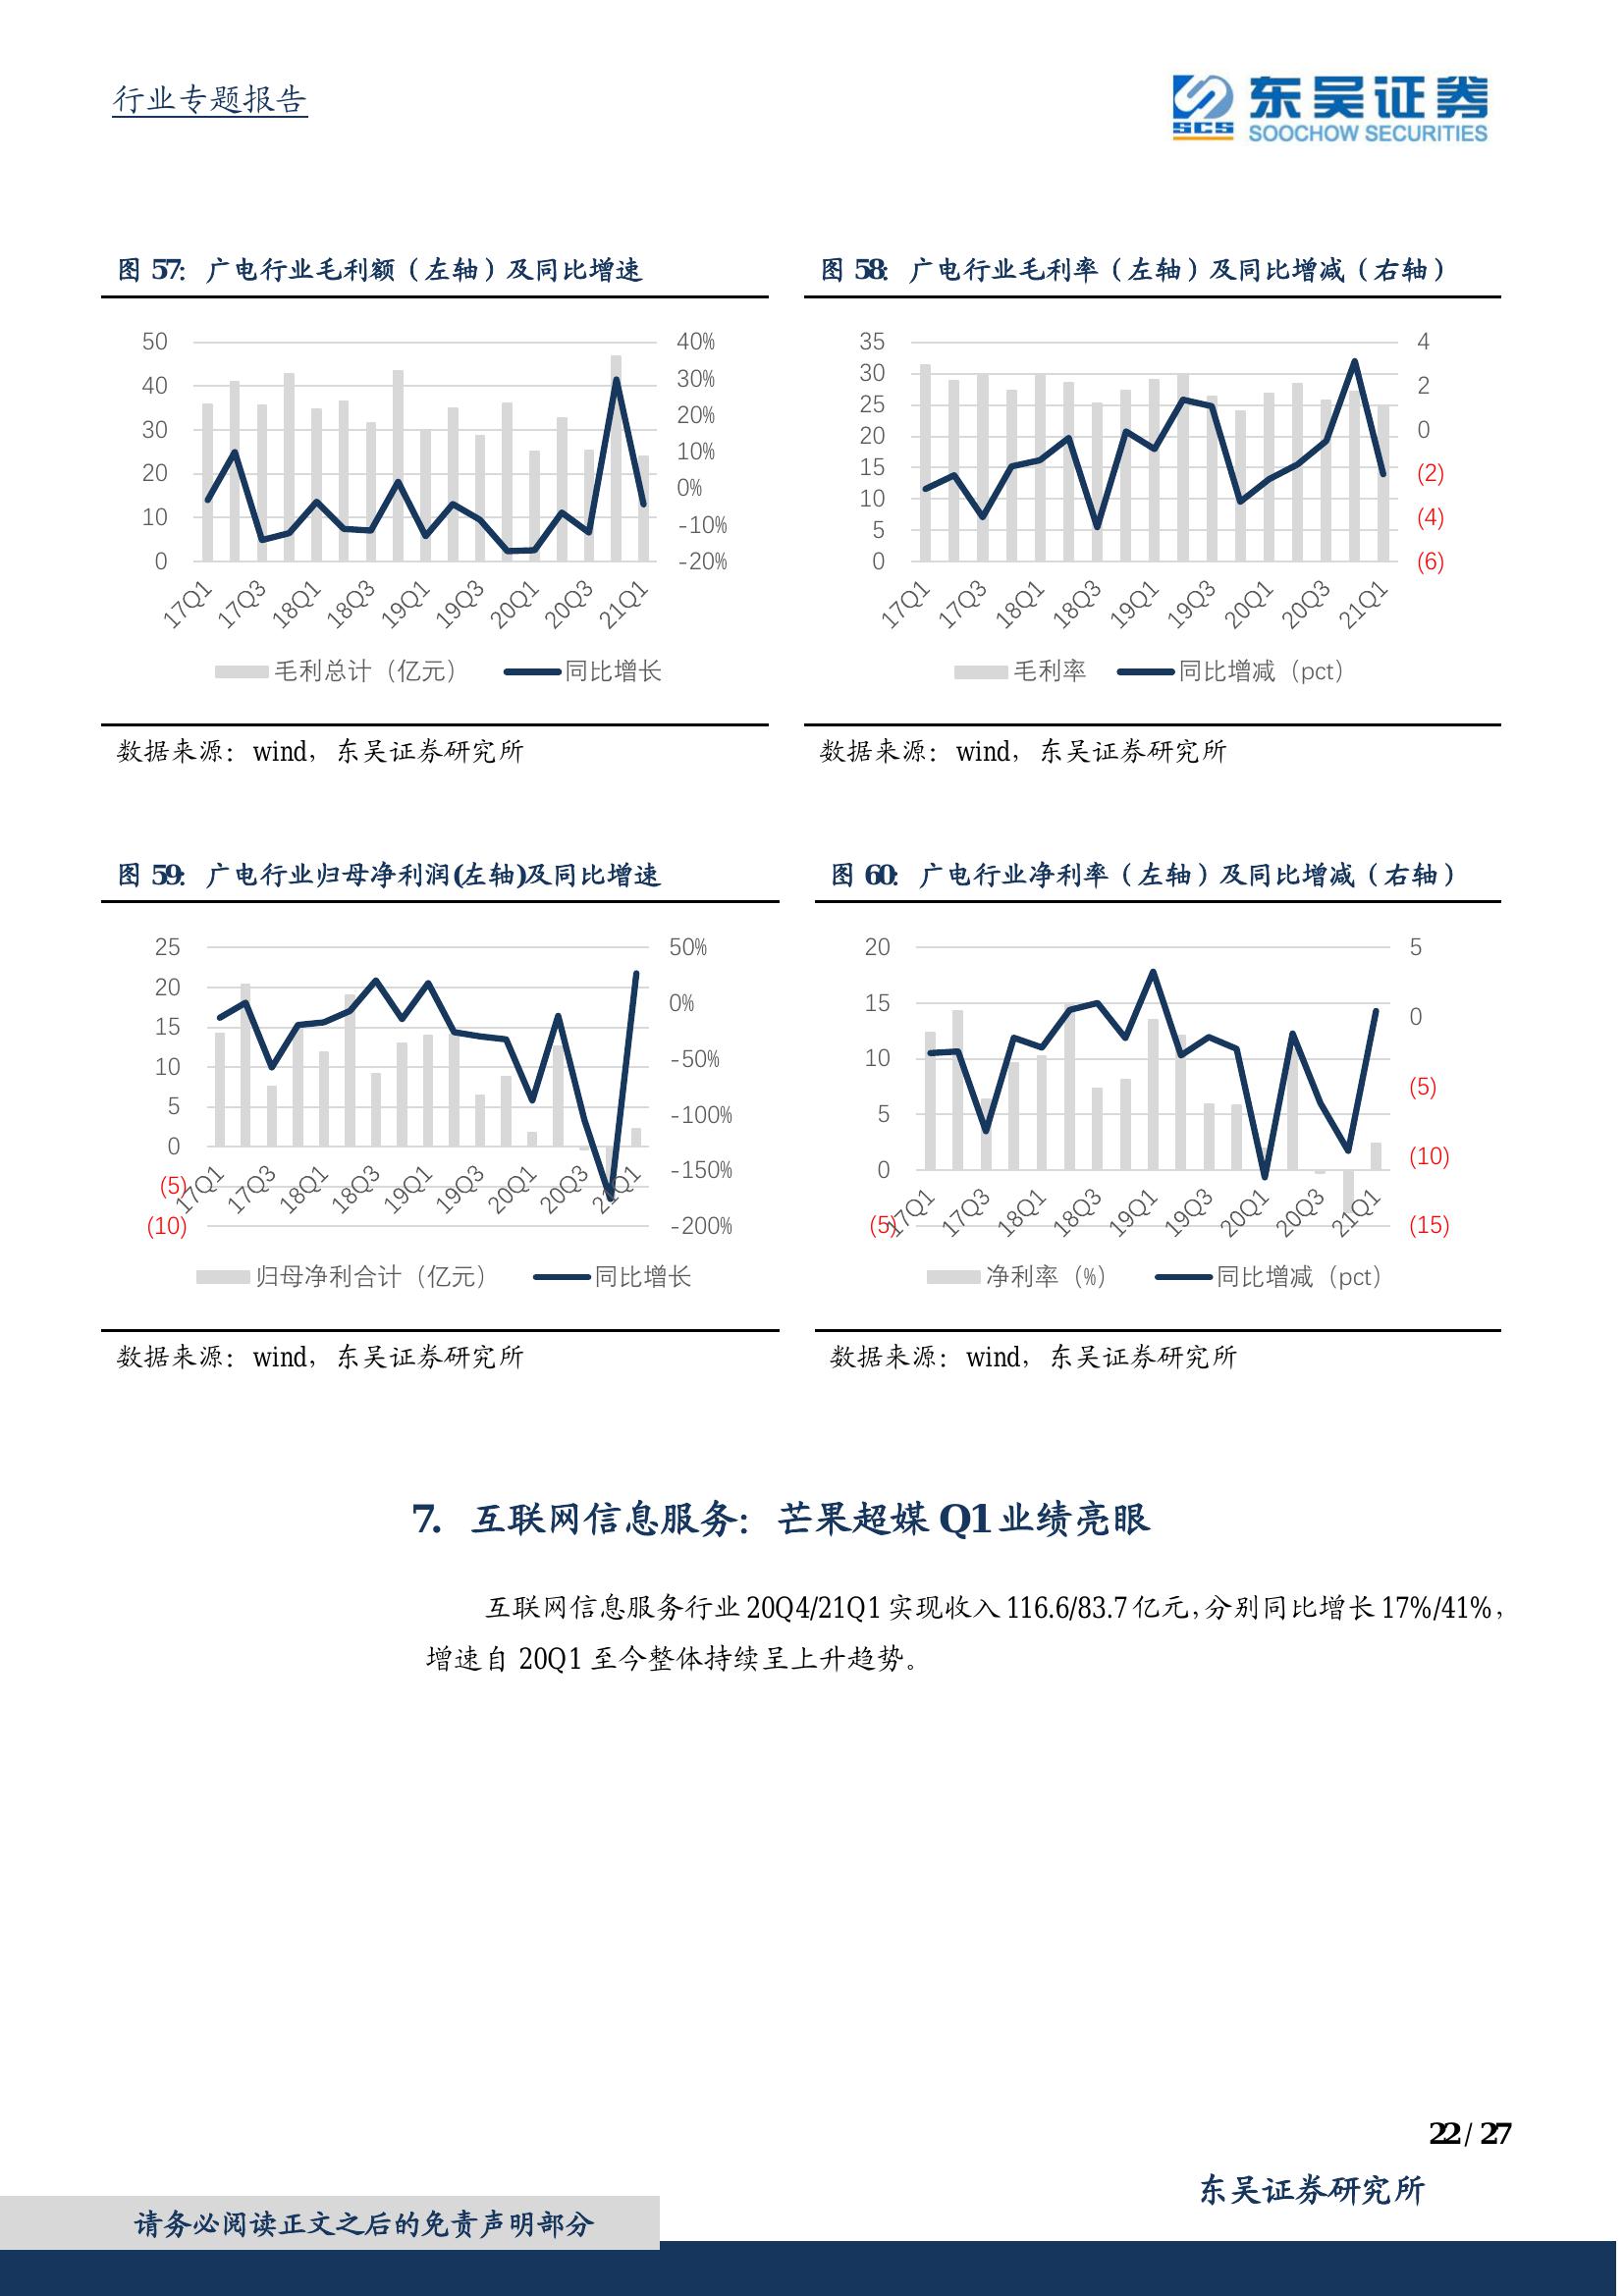 行业专题报告
东吴证券
SCS
SOOCHOW SECURITIES
图 57: 广电行业毛利额（左轴）及同比增速
50
40
30
20
10
0
40%
30%
20%
10%
0%
-10%
-20%
17Q1 17Q3 18Q1 18Q3 19Q1 19Q3 20Q1 20Q3 21Q1
毛利总计（亿元） 同比增长
数据来源：wind，东吴证券研究所
图 58: 广电行业毛利率（左轴）及同比增减（右轴）
35
30
25
20
15
10
5
0
4
2
0
(2)
(4)
(6)
17Q1 17Q3 18Q1 18Q3 19Q1 19Q3 20Q1 20Q3 21Q1
毛利率 同比增减（pct）
数据来源：wind，东吴证券研究所
图 59: 广电行业归母净利润(左轴)及同比增速
25
20
15
10
5
0
(5)
(10)
50%
0%
-50%
-100%
-150%
-200%
17Q1 17Q3 18Q1 18Q3 19Q1 19Q3 20Q1 20Q3 21Q1
归母净利合计（亿元） 同比增长
数据来源：wind，东吴证券研究所
图 60: 广电行业净利率（左轴）及同比增减（右轴）
20
15
10
5
0
(5)
5
0
(5)
(10)
(15)
17Q1 17Q3 18Q1 18Q3 19Q1 19Q3 20Q1 20Q3 21Q1
净利率（%） 同比增减（pct）
数据来源：wind，东吴证券研究所
7. 互联网信息服务：芒果超媒 Q1 业绩亮眼
互联网信息服务行业 20Q4/21Q1 实现收入 116.6/83.7 亿元，分别同比增长 17%/41%，
增速自 20Q1 至今整体持续呈上升趋势。
22 / 27
东吴证券研究所
请务必阅读正文之后的免责声明部分